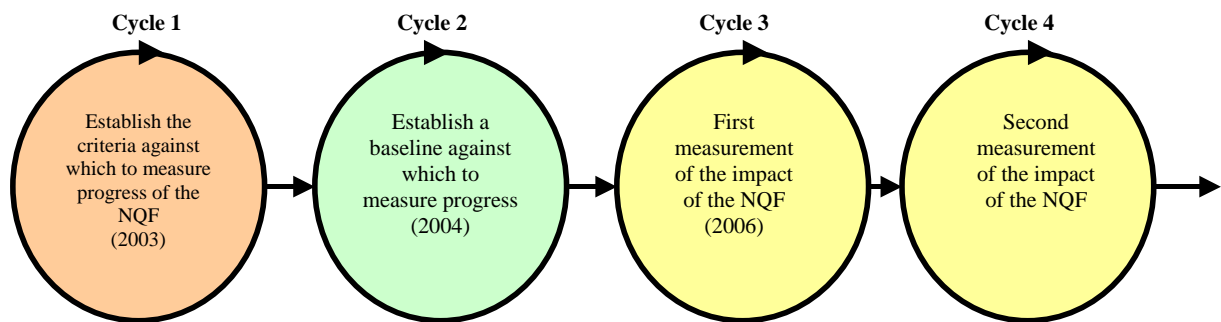 Cycle 1
Establish the
criteria against
which to measure
progress of the
NQF
(2003)
Cycle 2
Establish a
baseline against
which to
measure progress
(2004)
Cycle 3
First
measurement
of the impact
of the NQF
(2006)
Cycle 4
Second
measurement
of the impact
of the NQF